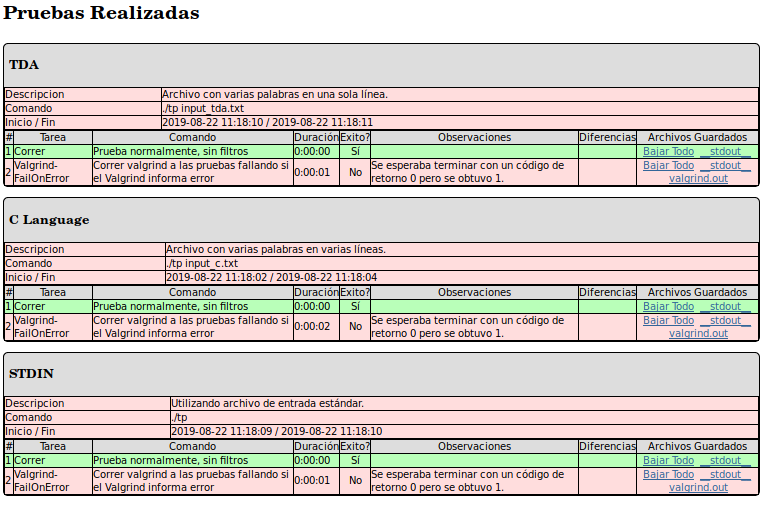 Pruebas Realizadas
TDA
Descripcion Archivo con varias palabras en una sola línea.
Comando ./tp input_tda.txt
Inicio / Fin 2019-08-22 11:18:10 / 2019-08-22 11:18:11
# Tarea Comando Duración Exito? Observaciones Diferencias Archivos Guardados
1 Correr Prueba normalmente, sin filtros 0:00:00 Sí Bajar Todo __stdout__
2 Valgrind-FailOnError Correr valgrind a las pruebas fallando si el Valgrind informa error 0:00:01 No Se esperaba terminar con un código de retorno 0 pero se obtuvo 1. Bajar Todo __stdout__ valgrind.out
C Language
Descripcion Archivo con varias palabras en varias líneas.
Comando ./tp input_c.txt
Inicio / Fin 2019-08-22 11:18:02 / 2019-08-22 11:18:04
# Tarea Comando Duración Exito? Observaciones Diferencias Archivos Guardados
1 Correr Prueba normalmente, sin filtros 0:00:00 Sí Bajar Todo __stdout__
2 Valgrind-FailOnError Correr valgrind a las pruebas fallando si el Valgrind informa error 0:00:02 No Se esperaba terminar con un código de retorno 0 pero se obtuvo 1. Bajar Todo __stdout__ valgrind.out
STDIN
Descripcion Utilizando archivo de entrada estándar.
Comando ./tp
Inicio / Fin 2019-08-22 11:18:09 / 2019-08-22 11:18:10
# Tarea Comando Duración Exito? Observaciones Diferencias Archivos Guardados
1 Correr Prueba normalmente, sin filtros 0:00:00 Sí Bajar Todo __stdout__
2 Valgrind-FailOnError Correr valgrind a las pruebas fallando si el Valgrind informa error 0:00:01 No Se esperaba terminar con un código de retorno 0 pero se obtuvo 1. Bajar Todo __stdout__ valgrind.out